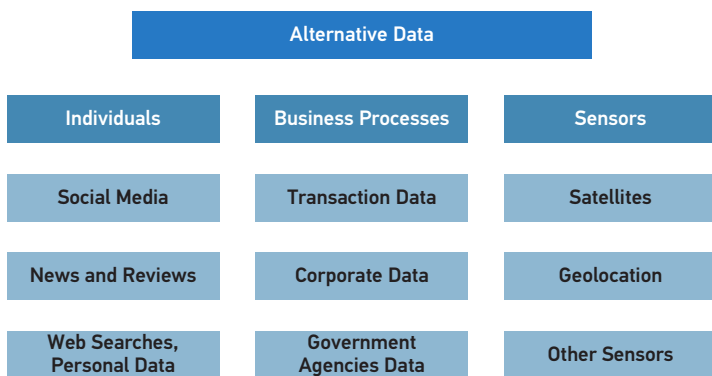 Alternative Data
Individuals
Business Processes
Sensors
Social Media
Transaction Data
Satellites
News and Reviews
Corporate Data
Geolocation
Web Searches,
Personal Data
Government
Agencies Data
Other Sensors